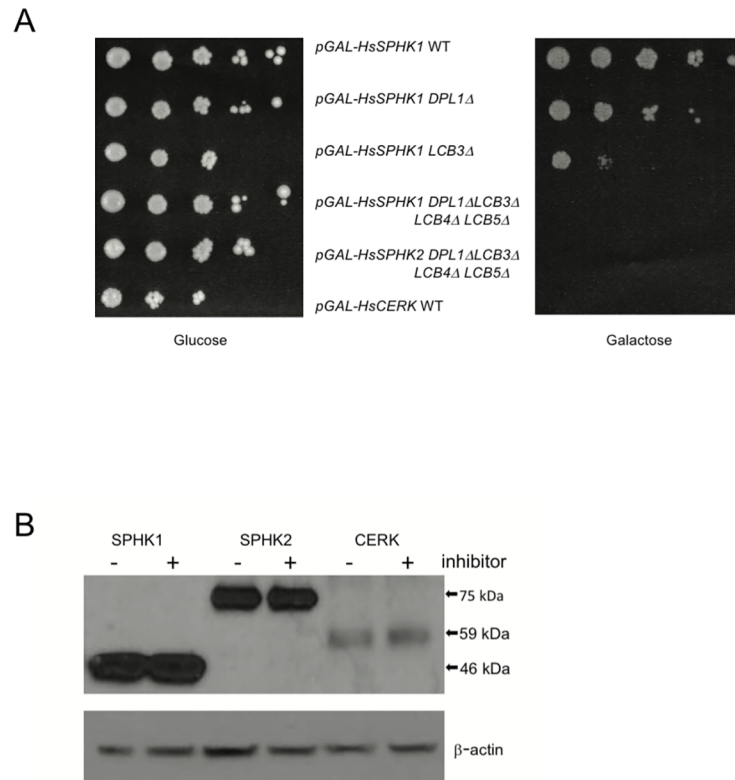 A
pGAL-HsSPHK1 WT
pGAL-HsSPHK1 DPL1Δ
pGAL-HsSPHK1 LCB3Δ
pGAL-HsSPHK1 DPL1ΔLCB3Δ
LCB4Δ LCB5Δ
pGAL-HsSPHK2 DPL1ΔLCB3Δ
LCB4Δ LCB5Δ
pGAL-HsCERK WT
Glucose
Galactose
B
SPHK1 SPHK2 CERK
- + - + - + inhibitor
75 kDa
59 kDa
46 kDa
β-actin